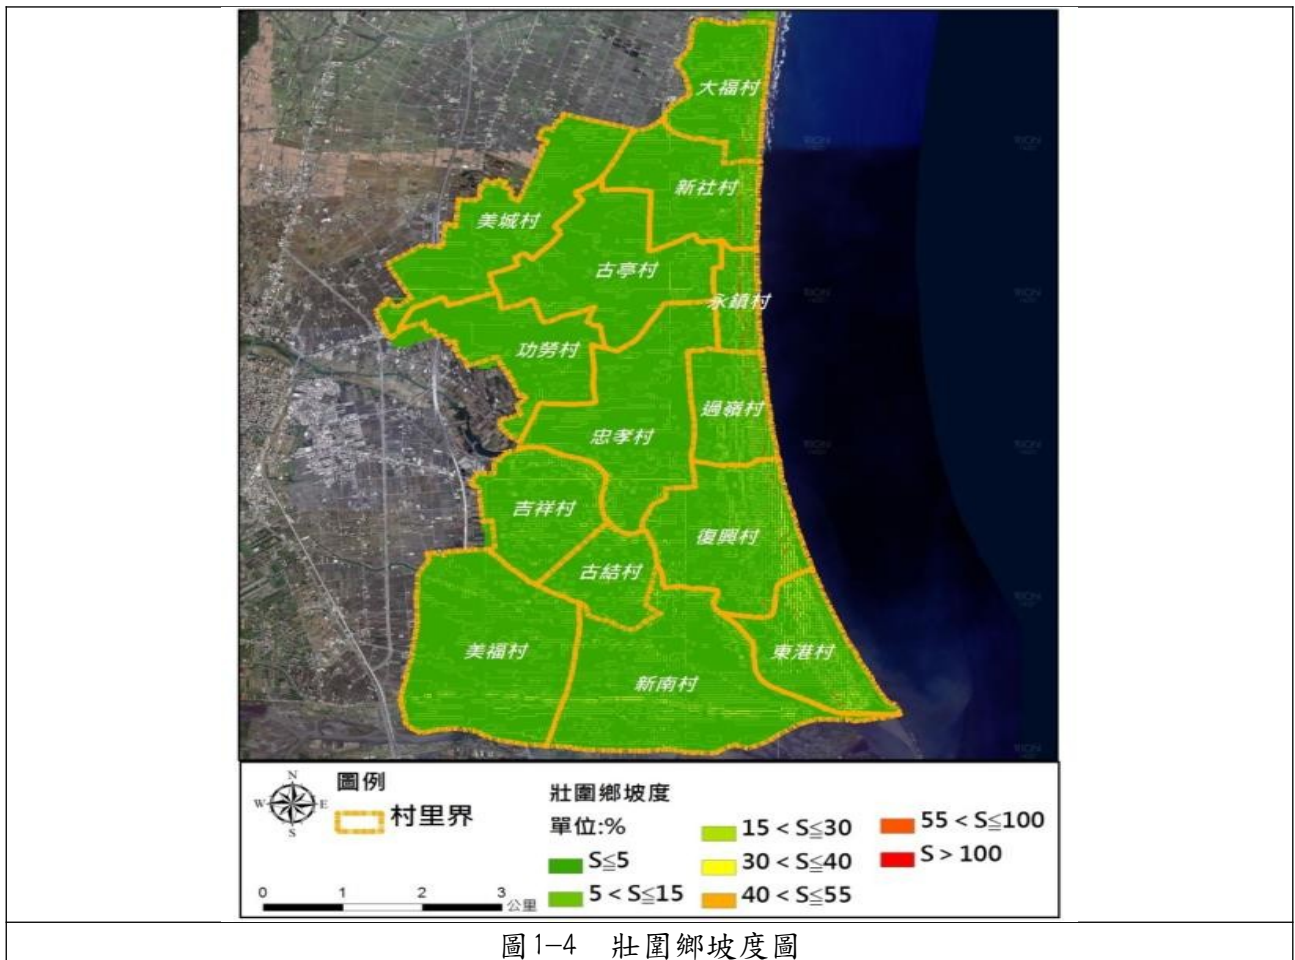 大福村
新社村
美城村
古亭村
永鎮村
功勞村
過嶺村
忠孝村
吉祥村
復興村
古結村
美福村
東港村
新南村
N
W
E
S
圖例
村里界
0 1 2 3 公里
壯圍鄉坡度
單位:%
S≦5
5 < S≦15
15 < S≦30
30 < S≦40
40 < S≦55
55 < S≦100
S > 100
圖1-4 壯圍鄉坡度圖